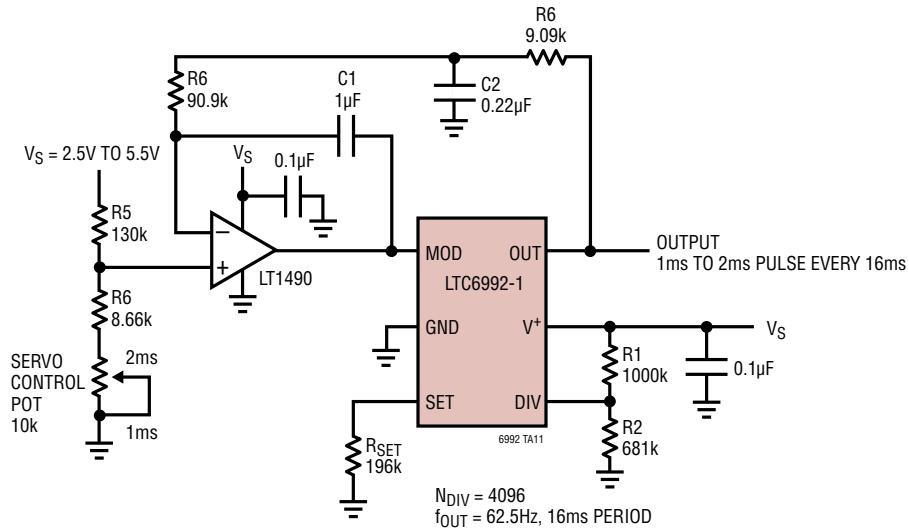 R6
9.09k
R6
90.9k
C1
1µF
C2
0.22µF
V_S = 2.5V TO 5.5V
V_S
0.1µF
R5
130k
−
+
LT1490
R6
8.66k
SERVO
CONTROL
POT
10k
2ms
1ms
MOD
OUT
LTC6992-1
GND
V⁺
SET
DIV
6992 TA11
OUTPUT
1ms TO 2ms PULSE EVERY 16ms
V_S
R1
1000k
0.1µF
R2
681k
R_SET
196k
N_DIV = 4096
f_OUT = 62.5Hz, 16ms PERIOD